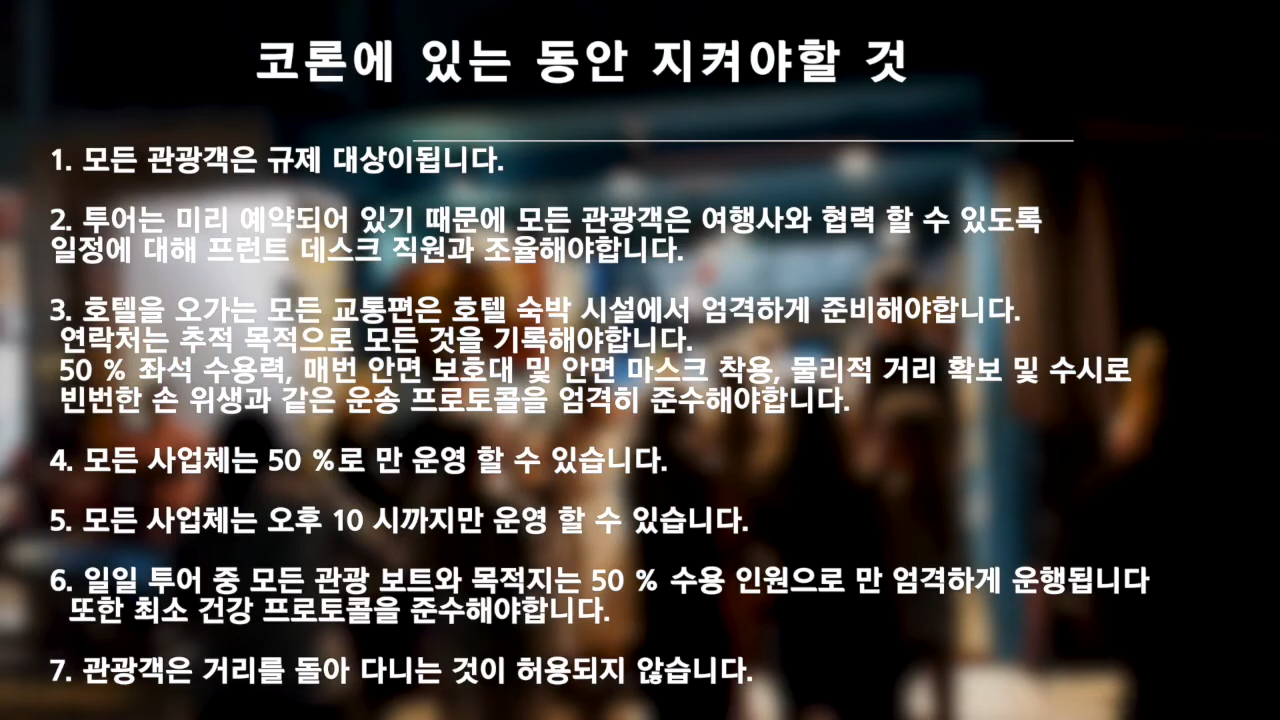 코론에 있는 동안 지켜야할 것
1. 모든 관광객은 규제 대상이됩니다.
2. 투어는 미리 예약되어 있기 때문에 모든 관광객은 여행사와 협력 할 수 있도록
일정에 대해 프런트 데스크 직원과 조율해야합니다.
3. 호텔을 오가는 모든 교통편은 호텔 숙박 시설에서 엄격하게 준비해야합니다.
연락처는 추적 목적으로 모든 것을 기록해야합니다.
50 % 좌석 수용력, 매번 안면 보호대 및 안면 마스크 착용, 물리적 거리 확보 및 수시로
빈번한 손 위생과 같은 운송 프로토콜을 엄격히 준수해야합니다.
4. 모든 사업체는 50 %로 만 운영 할 수 있습니다.
5. 모든 사업체는 오후 10 시까지만 운영 할 수 있습니다.
6. 일일 투어 중 모든 관광 보트와 목적지는 50 % 수용 인원으로 만 엄격하게 운행됩니다
또한 최소 건강 프로토콜을 준수해야합니다.
7. 관광객은 거리를 돌아 다니는 것이 허용되지 않습니다.